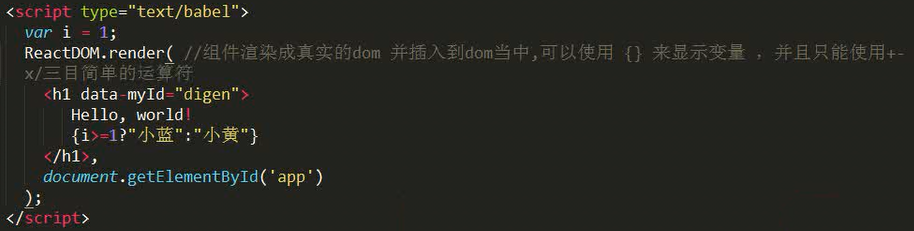 <script type="text/babel">
var i = 1;
ReactDOM.render( //组件渲染成真实的dom 并插入到dom当中,可以使用 {} 来显示变量 ，并且只能使用+-
x/三目简单的运算符
<h1 data-myId="digen">
Hello, world!
{i>=1?"小蓝":"小黄"}
</h1>,
document.getElementById('app')
);
</script>